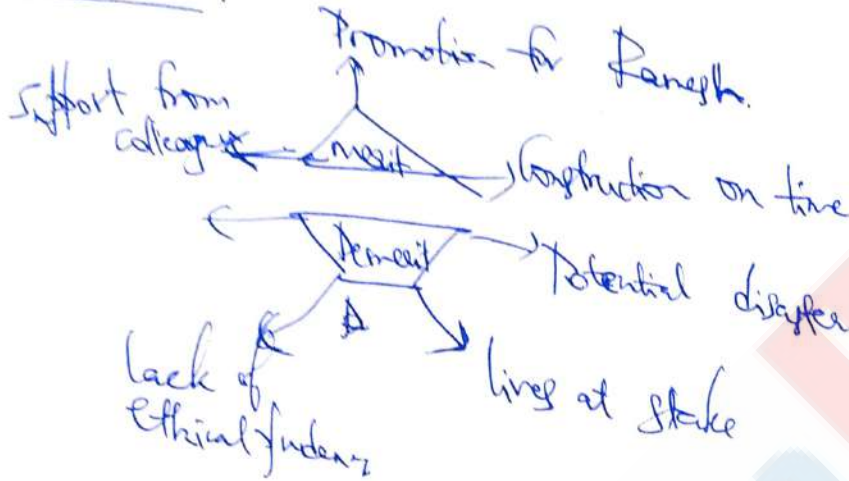 Promotion for Ramesh.
Support from
colleagues
merit
Construction on time
Demerit
Potential disaster
lack of
ethical
lives at stake